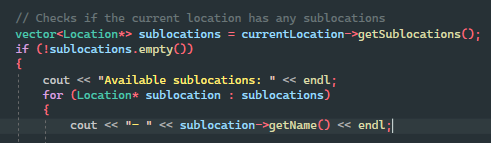 // Checks if the current location has any sublocations
vector<Location*> sublocations = currentLocation->getSublocations();
if (!sublocations.empty())
{
cout << "Available sublocations: " << endl;
for (Location* sublocation : sublocations)
{
cout << "- " << sublocation->getName() << endl;